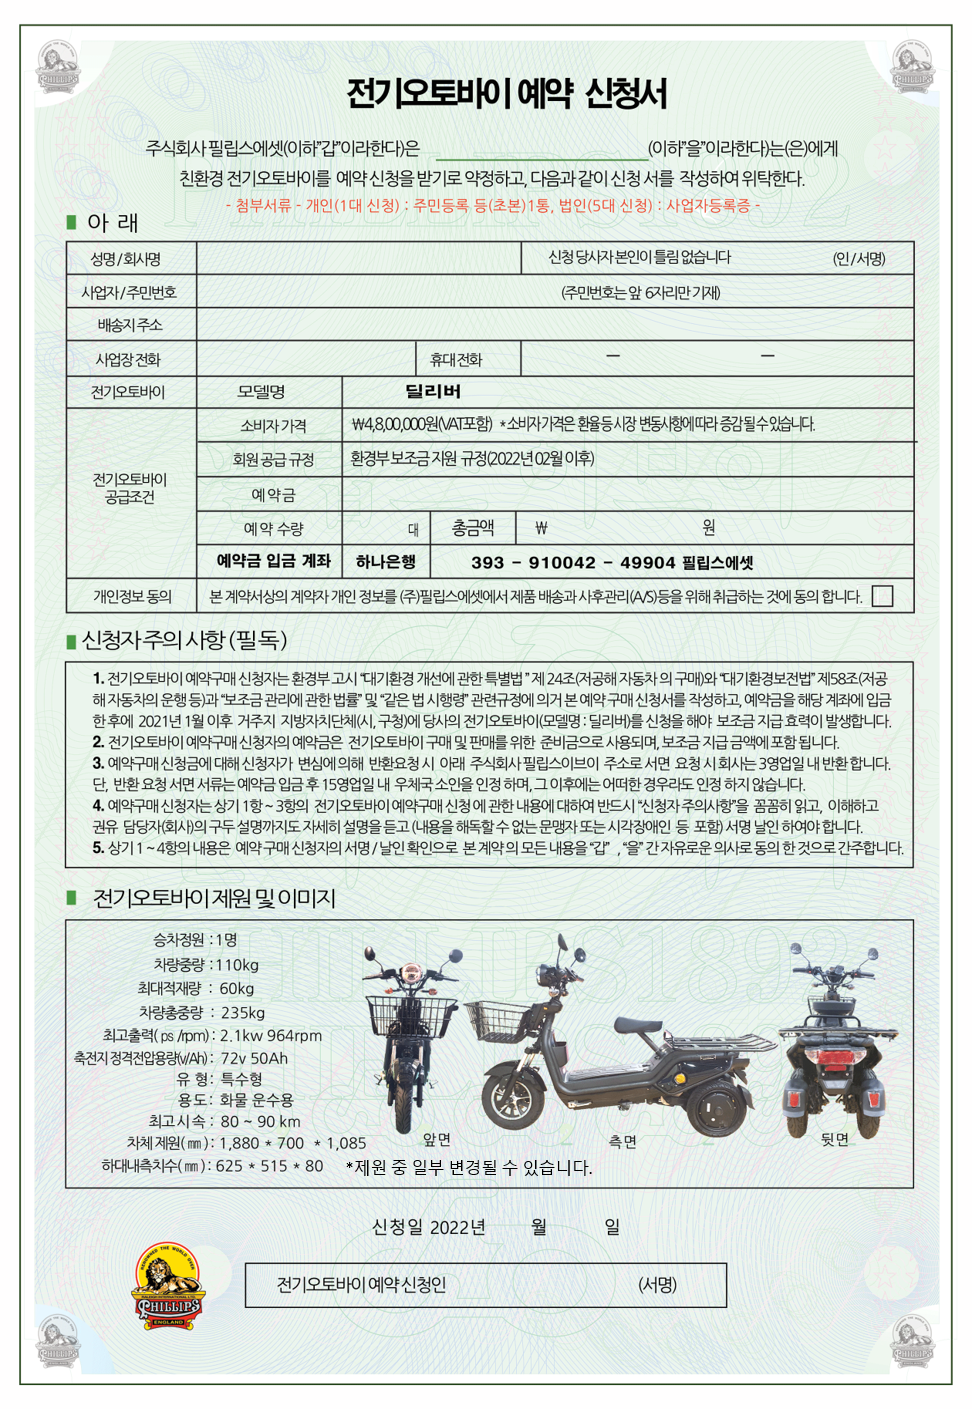 전기오토바이 예약 신청서
주식회사 필립스에셋(이하"갑"이라한다)은 (이하"을"이라한다)는(은)에게
친환경 전기오토바이를 예약 신청을 받기로 약정하고, 다음과 같이 신청 서를 작성하여 위탁한다.
- 첨부서류 - 개인(1대 신청) : 주민등록 등(초본)1통, 법인(5대 신청) : 사업자등록증 -
아 래
성명 / 회사명 신청 당사자 본인이 틀림 없습니다 (인 / 서명)
사업자 / 주민번호 (주민번호는 앞 6자리만 기재)
배송지 주소
사업장 전화 휴대 전화 — —
전기오토바이 모델명 딜리버
소비자 가격 ₩4,8,00,000원(VAT포함) *소비자 가격은 환율 등 시장 변동사항에 따라 증감 될 수 있습니다.
회원 공급 규정 환경부 보조금 지원 규정(2022년 02월 이후)
전기오토바이
공급조건
예 약 금
예 약 수량 대 총금액 ₩ 원
예약금 입금 계좌 하나은행 393 - 910042 - 49904 필립스에셋
개인정보 동의 본 계약서상의 계약자 개인 정보를 (주)필립스에셋에서 제품 배송과 사후관리(A/S)등을 위해 취급하는 것에 동의 합니다.
신청자 주의 사항 ( 필 독 )
1. 전기오토바이 예약구매 신청자는 환경부 고시 "대기환경 개선에 관한 특별법 " 제 24조(저공해 자동차 의 구매)와 "대기환경보전법" 제58조(저공
해 자동차의 운행 등)과 "보조금 관리에 관한 법률" 및 "같은 법 시행령" 관련규정에 의거 본 예약 구매 신청서를 작성하고, 예약금을 해당 계좌에 입금
한 후에 2021년 1월 이후 거주지 지방자치단체(시, 구청)에 당사의 전기오토바이(모델명 : 딜리버)를 신청을 해야 보조금 지급 효력이 발생합니다.
2. 전기오토바이 예약구매 신청자의 예약금은 전기오토바이 구매 및 판매를 위한 준비금으로 사용되며, 보조금 지급 금액에 포함 됩니다.
3. 예약구매 신청금에 대해 신청자가 변심에 의해 반환요청 시 아래 주식회사 필립스이브이 주소로 서면 요청 시 회사는 3영업일 내 반환 합니다.
단, 반환 요청 서면 서류는 예약금 입금 후 15영업일 내 우체국 소인을 인정 하며, 그 이후에는 어떠한 경우라도 인정 하지 않습니다.
4. 예약구매 신청자는 상기 1항 ~ 3항의 전기오토바이 예약구매 신청 에 관한 내용에 대하여 반드시 "신청자 주의사항"을 꼼꼼히 읽고, 이해하고
권유 담당자(회사)의 구두 설명까지도 자세히 설명을 듣고 (내용을 해독할 수 없는 문맹자 또는 시각장애인 등 포함) 서명 날인 하여야 합니다.
5. 상기 1 ~ 4항의 내용은 예약 구매 신청자의 서명 / 날인 확인으로 본 계약 의 모든 내용을 "갑" , "을" 간 자유로운 의사로 동의 한 것으로 간주합니다.
전기오토바이 제원 및 이미지
승차정원 : 1명
차량중량 : 110kg
최대적재량 : 60kg
차량총중량 : 235kg
최고출력( ps /rpm) : 2.1kw 964rpm
축전지 정격전압용량(v/Ah) : 72v 50Ah
유 형 : 특수형
용 도 : 화물 운수용
최고 시 속 : 80 ~ 90 km
차체 제원( ㎜ ) : 1,880 * 700 * 1,085
하대내측치수( ㎜ ) : 625 * 515 * 80 *제원 중 일부 변경될 수 있습니다.
앞면 측면 뒷면
신청일 2022년 월 일
전기오토바이 예약 신청인 (서명)
RENOWNED THE WORLD OVER
PHILLIPS
ENGLAND